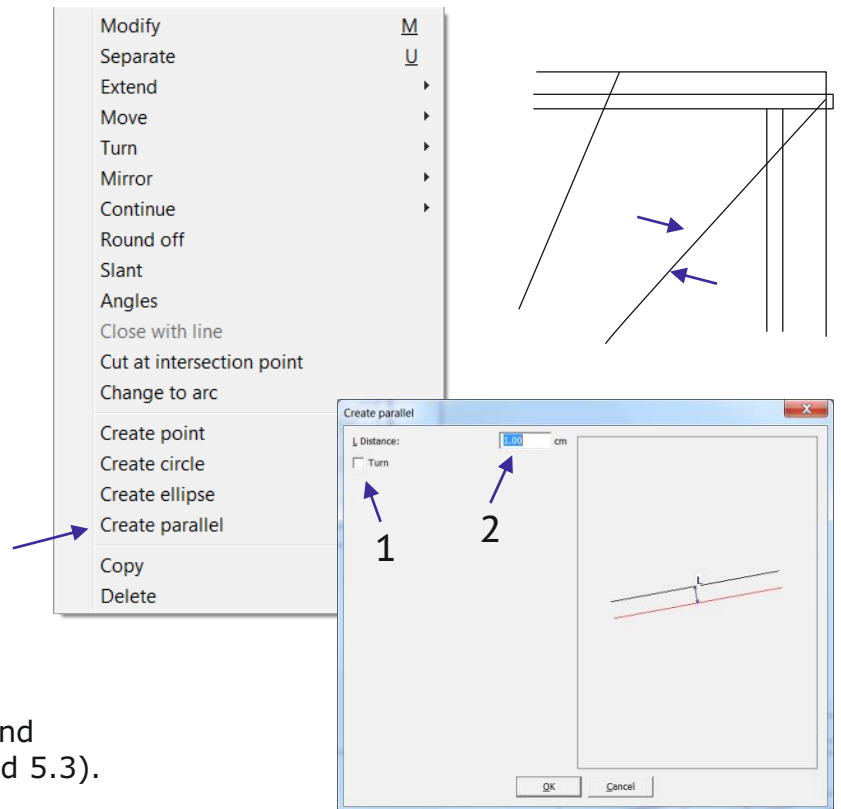 Modify M
Separate U
Extend
Move
Turn
Mirror
Continue
Round off
Slant
Angles
Close with line
Cut at intersection point
Change to arc
Create point
Create circle
Create ellipse
Create parallel
Copy
Delete
Create parallel
L Distance: 1.00 cm
Turn
1
2
L
OK Cancel
nd
d 5.3).